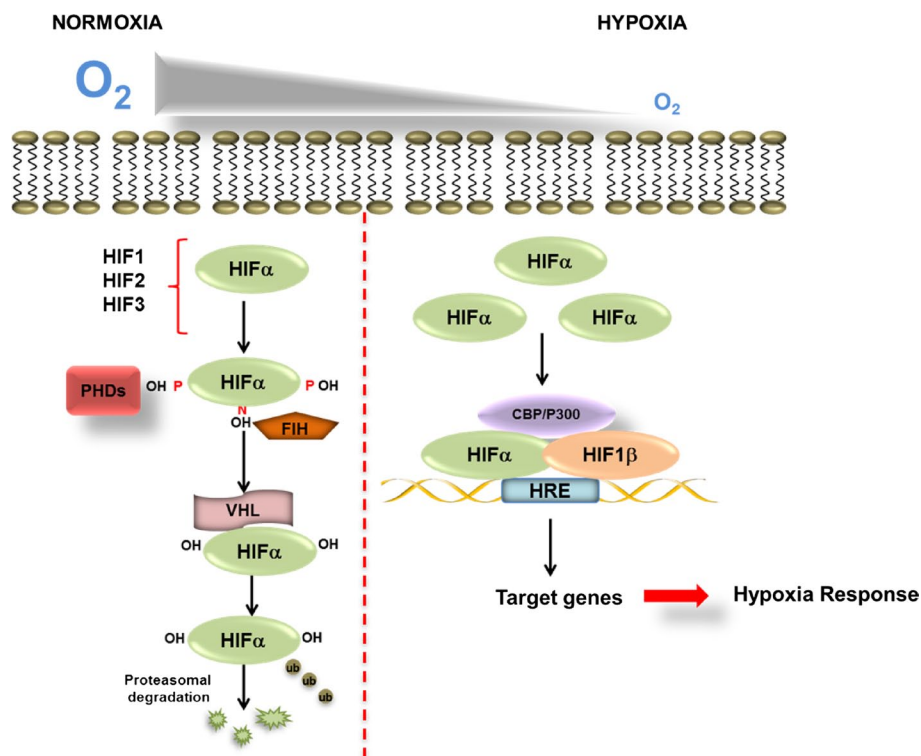 NORMOXIA
HYPOXIA
O2
O2
HIF1
HIF2
HIF3
HIFα
PHDs
OH P
HIFα
P OH
N
OH
FIH
VHL
OH
HIFα
OH
OH
HIFα
OH
Proteasomal
degradation
ub
ub
ub
HIFα
HIFα
HIFα
CBP/P300
HIFα
HIF1β
HRE
Target genes
Hypoxia Response